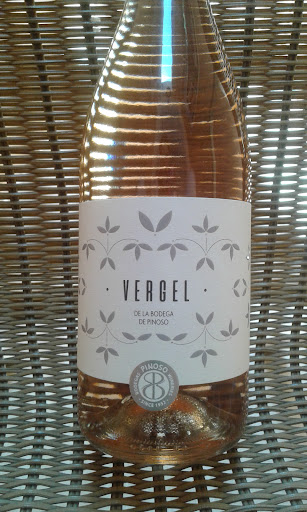 · VERGEL ·
DE LA BODEGA
DE PINOSO
PINOSO